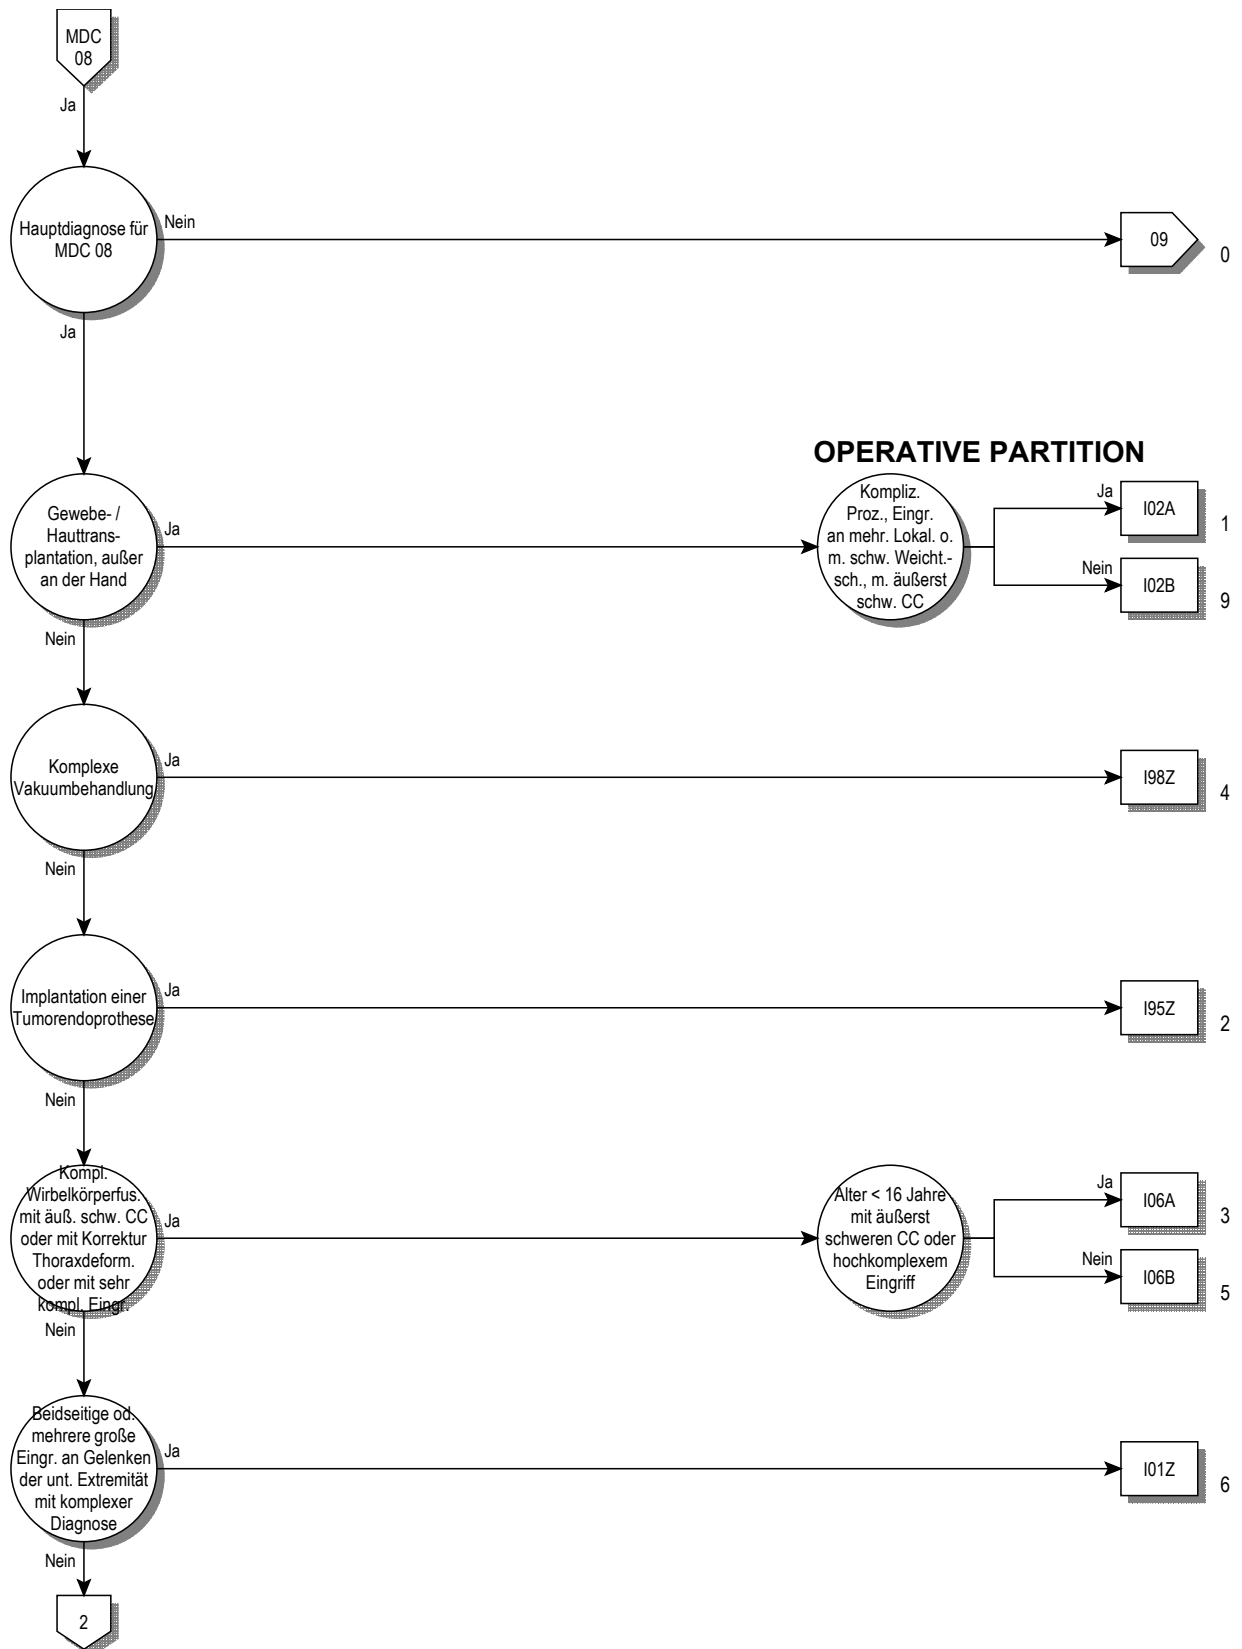 MDC
08
Ja
Hauptdiagnose für
MDC 08
Nein
09
0
Ja
OPERATIVE PARTITION
Gewebe- /
Hauttrans-
plantation, außer
an der Hand
Ja
Kompliz.
Proz., Eingr.
an mehr. Lokal. o.
m. schw. Weicht.-
sch., m. äußerst
schw. CC
Ja
I02A
1
Nein
I02B
9
Nein
Komplexe
Vakuumbehandlung
Ja
I98Z
4
Nein
Implantation einer
Tumorendoprothese
Ja
I95Z
2
Nein
Kompl.
Wirbelkörperfus.
mit äuß. schw. CC
oder mit Korrektur
Thoraxdeform.
oder mit sehr
kompl. Eingr.
Ja
Alter < 16 Jahre
mit äußerst
schweren CC oder
hochkomplexem
Eingriff
Ja
I06A
3
Nein
I06B
5
Nein
Beidseitige od.
mehrere große
Eingr. an Gelenken
der unt. Extremität
mit komplexer
Diagnose
Ja
I01Z
6
Nein
2